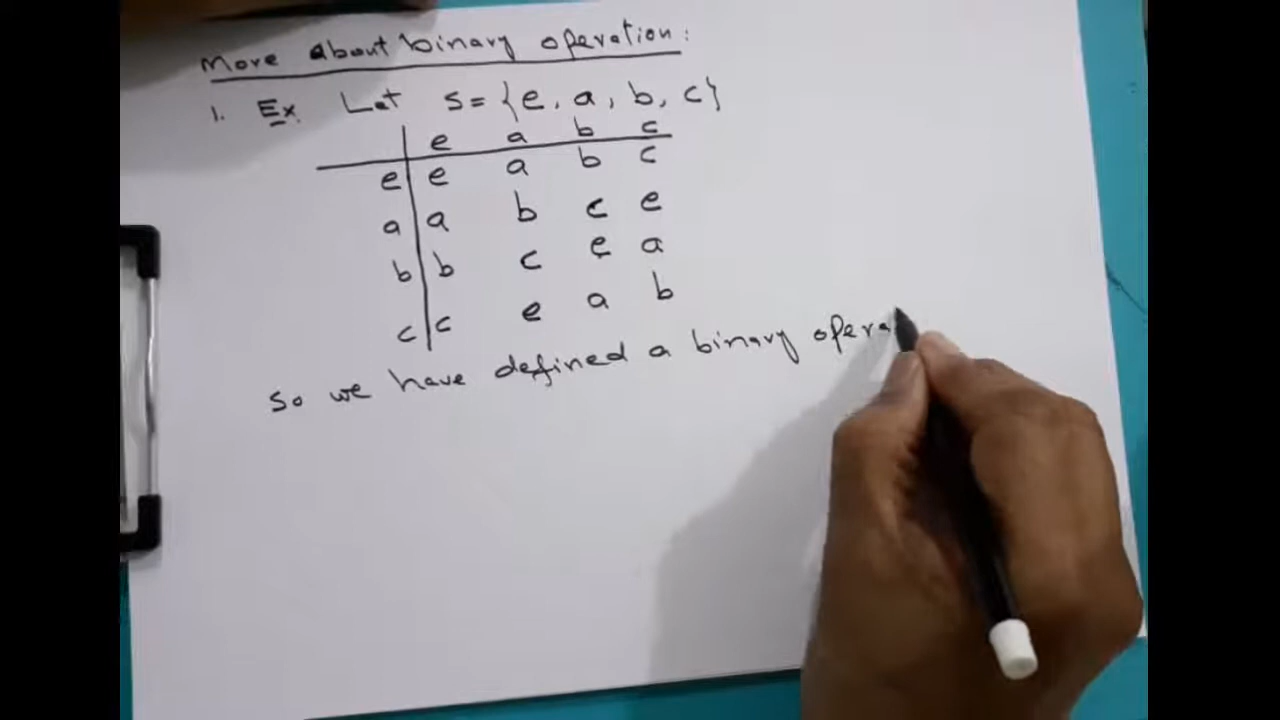 More about binary operation:
1. Ex. Let S = {e, a, b, c}
e a b c
e e a b c
a a b c e
b b c e a
c c e a b
so we have defined a binary opera